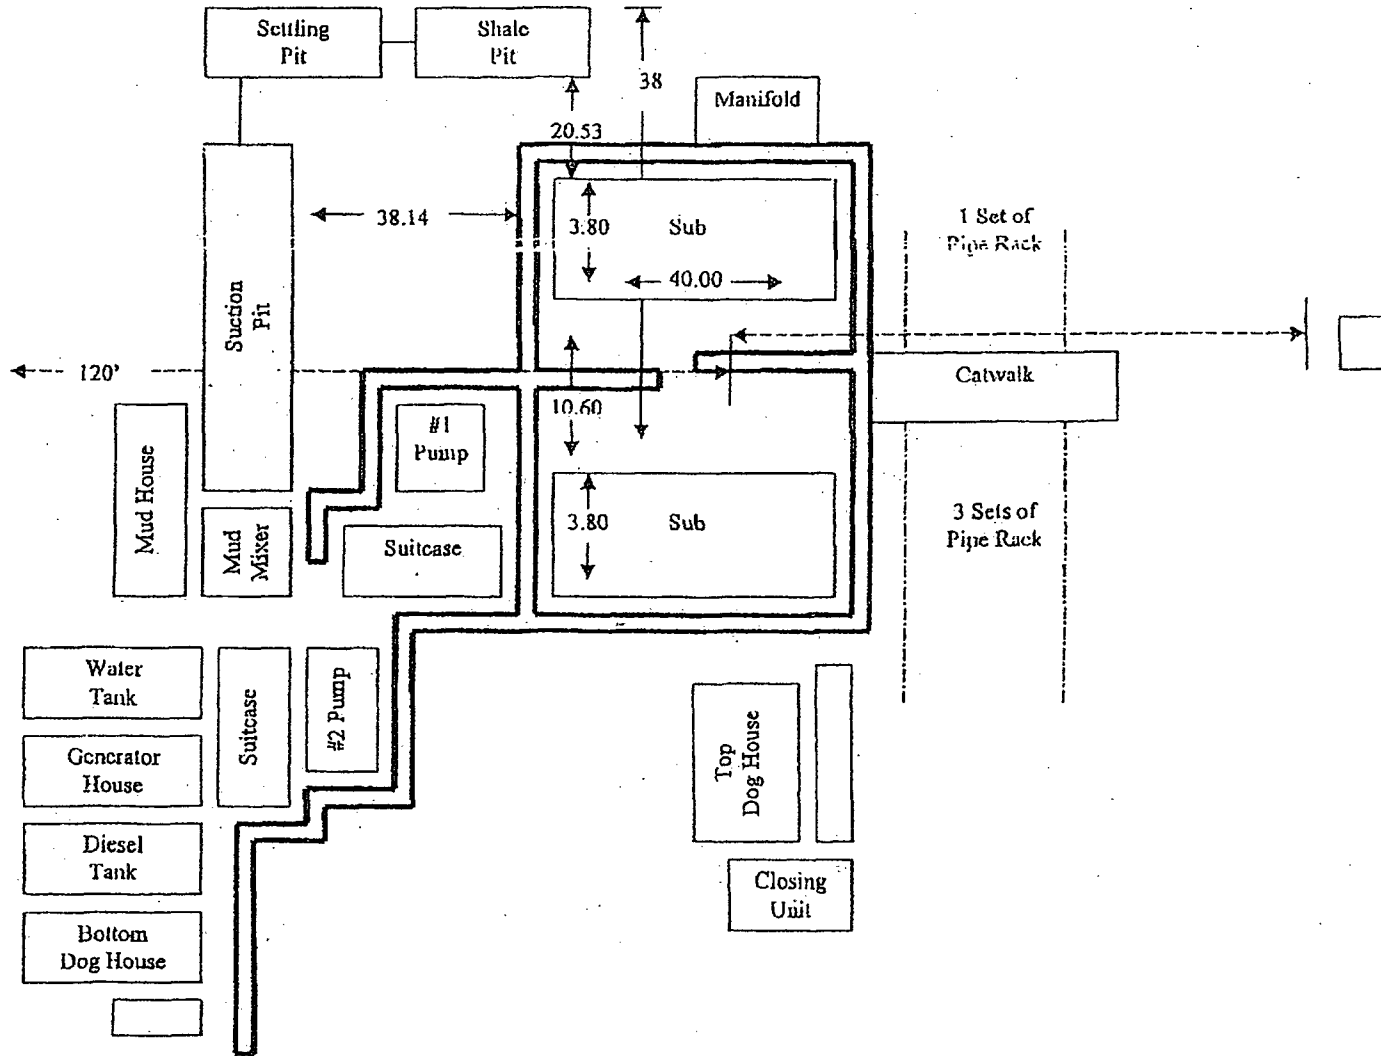 Settling
Pit
Shale
Pit
38
Manifold
20.53
38.14
3.80
Sub
1 Set of
Pipe Rack
40.00
Suction
Pit
120'
Catwalk
10.60
#1
Pump
Mud House
Mud
Mixer
Suitcase
3.80
Sub
3 Sets of
Pipe Rack
Water
Tank
Suitcase
#2 Pump
Generator
House
Top
Dog House
Diesel
Tank
Closing
Unit
Bottom
Dog House